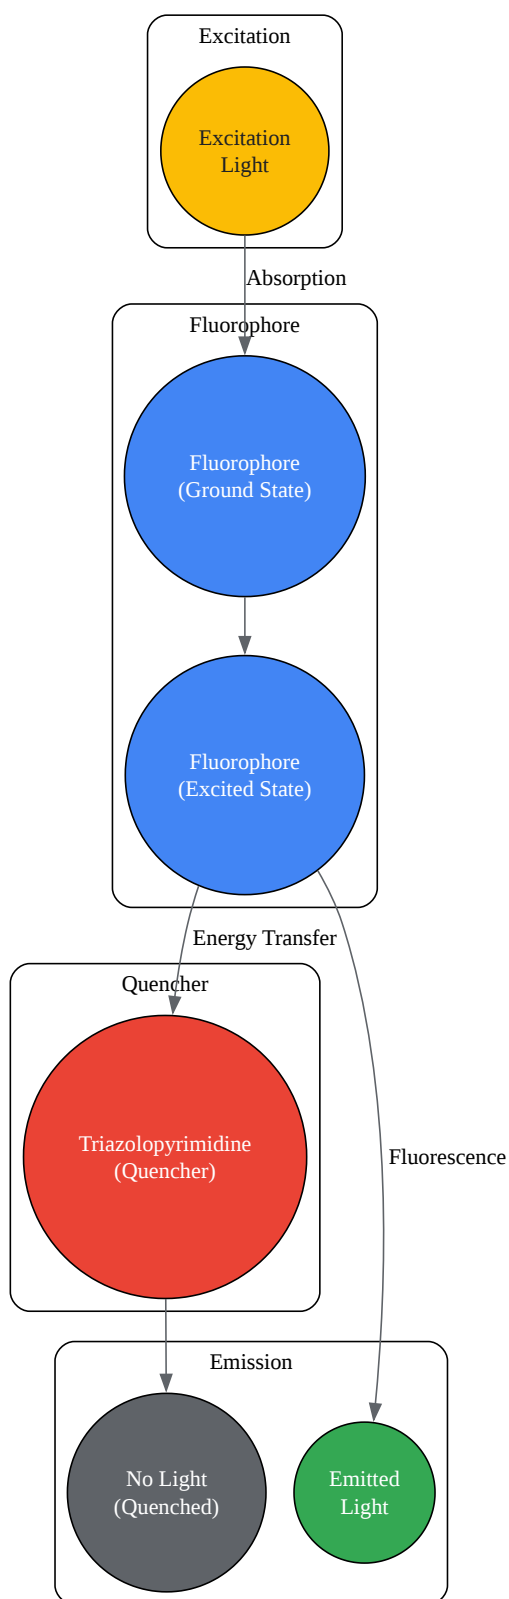 Excitation
Excitation
Light
Absorption
Fluorophore
Fluorophore
(Ground State)
Fluorophore
(Excited State)
Energy Transfer
Quencher
Triazolopyrimidine
(Quencher)
Fluorescence
Emission
No Light
(Quenched)
Emitted
Light